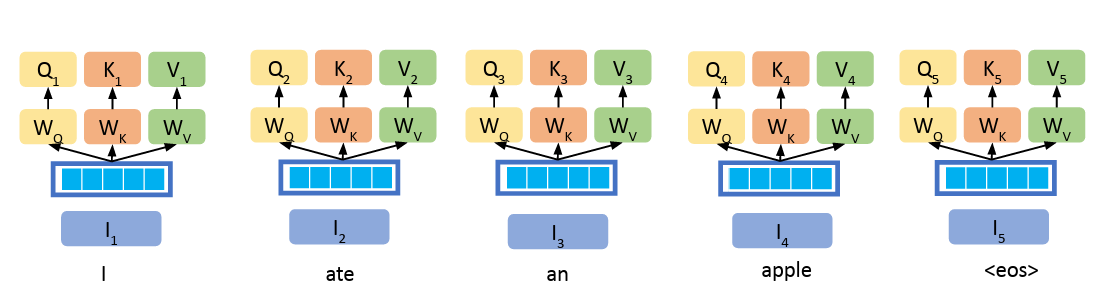 Q1 K1 V1 Q2 K2 V2 Q3 K3 V3 Q4 K4 V4 Q5 K5 V5
WQ WK WV WQ WK WV WQ WK WV WQ WK WV WQ WK WV
I1 I2 I3 I4 I5
I ate an apple <eos>